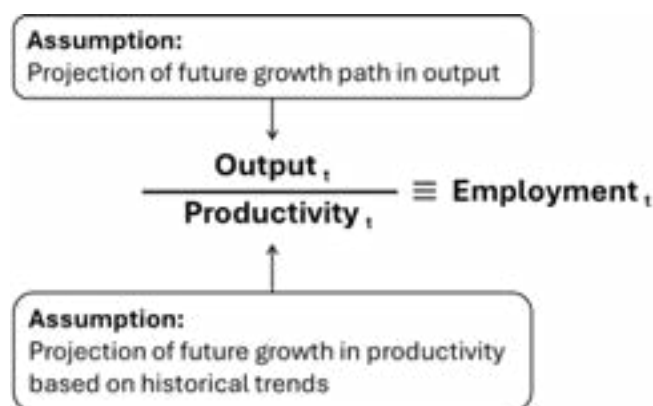 Assumption:
Projection of future growth path in output
Output t
Productivity t
≡ Employment t
Assumption:
Projection of future growth in productivity
based on historical trends